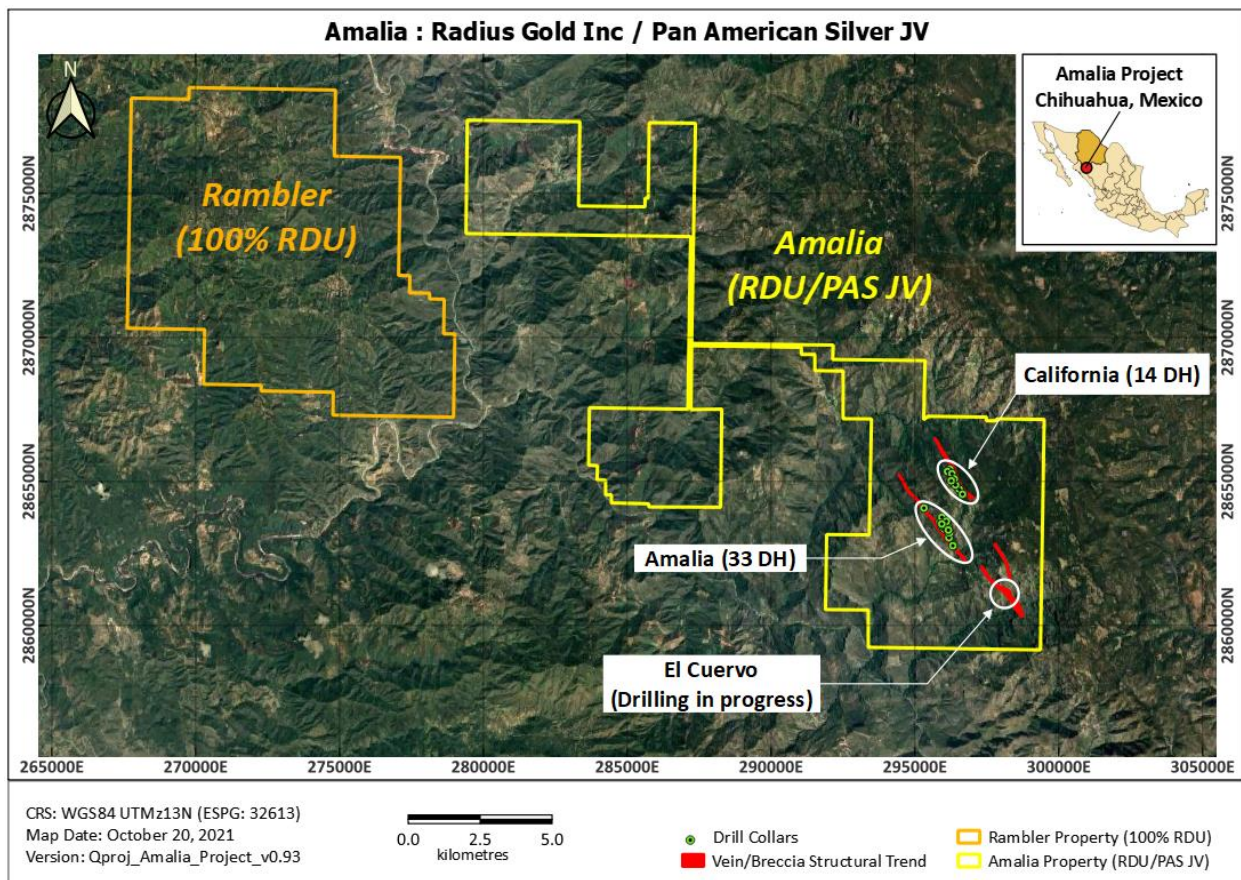 Amalia : Radius Gold Inc / Pan American Silver JV
N
Amalia Project
Chihuahua, Mexico
Rambler
(100% RDU)
Amalia
(RDU/PAS JV)
California (14 DH)
Amalia (33 DH)
El Cuervo
(Drilling in progress)
2875000N
2870000N
2865000N
2860000N
2875000N
2870000N
2865000N
2860000N
265000E 270000E 275000E 280000E 285000E 290000E 295000E 300000E 305000E
CRS: WGS84 UTMz13N (ESPG: 32613)
Map Date: October 20, 2021
Version: Qproj_Amalia_Project_v0.93
0.0 2.5 5.0
kilometres
Drill Collars
Vein/Breccia Structural Trend
Rambler Property (100% RDU)
Amalia Property (RDU/PAS JV)